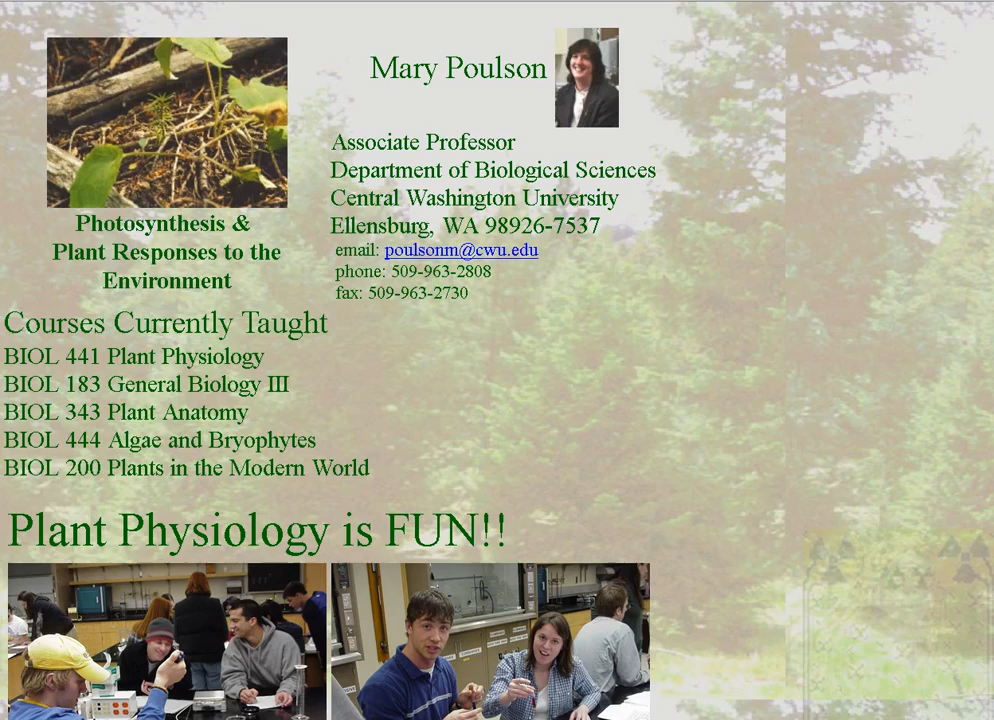 Mary Poulson
Associate Professor
Department of Biological Sciences
Central Washington University
Ellensburg, WA 98926-7537
email: poulsonm@cwu.edu
phone: 509-963-2808
fax: 509-963-2730
Photosynthesis &
Plant Responses to the
Environment
Courses Currently Taught
BIOL 441 Plant Physiology
BIOL 183 General Biology III
BIOL 343 Plant Anatomy
BIOL 444 Algae and Bryophytes
BIOL 200 Plants in the Modern World
Plant Physiology is FUN!!